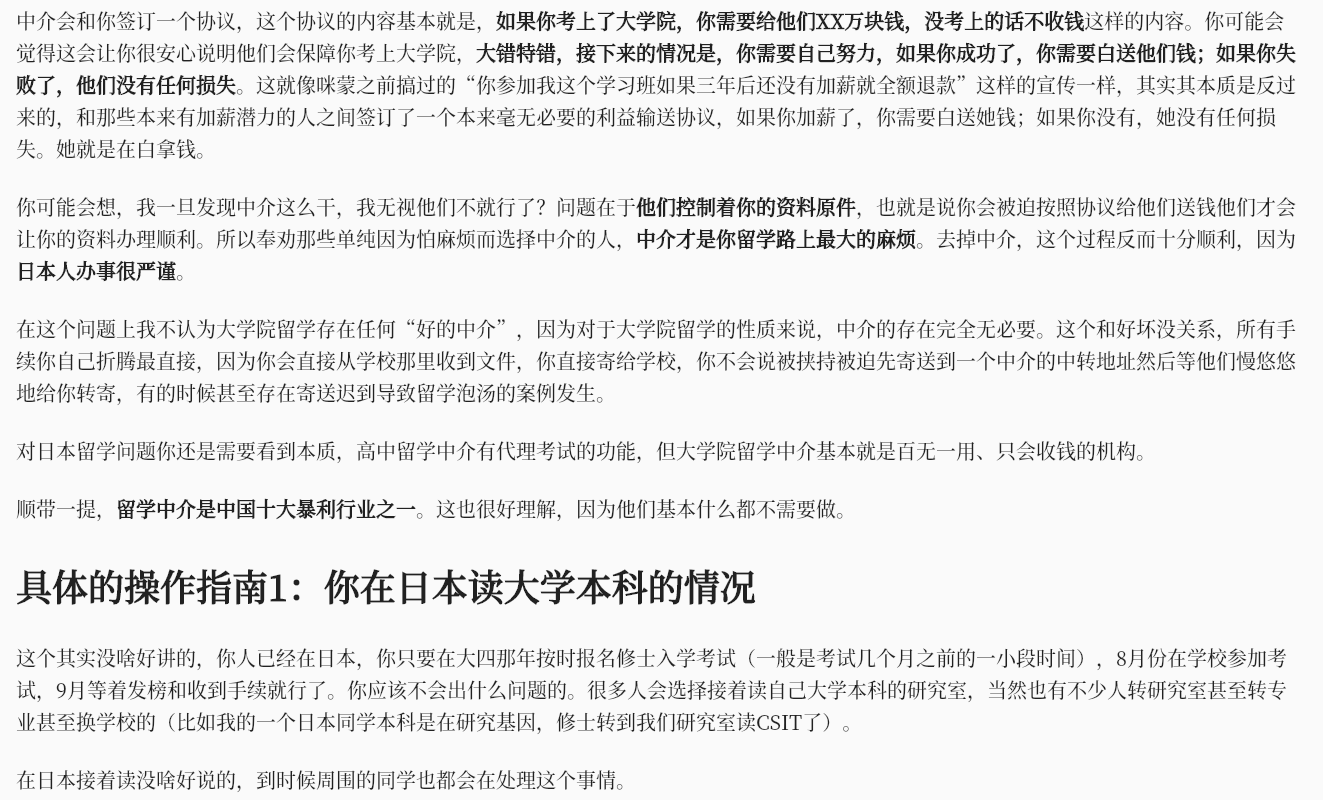 中介会和你签订一个协议，这个协议的内容基本就是，如果你考上了大学院，你需要给他们XX万块钱，没考上的话不收钱这样的内容。你可能会
觉得这会让你很安心说明他们会保障你考上大学院，大错特错，接下来的情况是，你需要自己努力，如果你成功了，你需要白送他们钱；如果你失
败了，他们没有任何损失。这就像咪蒙之前搞过的“你参加我这个学习班如果三年后还没有加薪就全额退款”这样的宣传一样，其实其本质是反过
来的，和那些本来有加薪潜力的人之间签订了一个本来毫无必要的利益输送协议，如果你加薪了，你需要白送她钱；如果你没有，她没有任何损
失。她就是在白拿钱。
你可能会想，我一旦发现中介这么干，我无视他们不就行了？问题在于他们控制着你的资料原件，也就是说你会被迫按照协议给他们送钱他们才会
让你的资料办理顺利。所以奉劝那些单纯因为怕麻烦而选择中介的人，中介才是你留学路上最大的麻烦。去掉中介，这个过程反而十分顺利，因为
日本人办事很严谨。
在这个问题上我不认为大学院留学存在任何“好的中介”，因为对于大学院留学的性质来说，中介的存在完全无必要。这个和好坏没关系，所有手
续你自己折腾最直接，因为你会直接从学校那里收到文件，你直接寄给学校，你不会说被挟持被迫先寄送到一个中介的中转地址然后等他们慢悠悠
地给你转寄，有的时候甚至存在寄送迟到导致留学泡汤的案例发生。
对日本留学问题你还是需要看到本质，高中留学中介有代理考试的功能，但大学院留学中介基本就是百无一用、只会收钱的机构。
顺带一提，留学中介是中国十大暴利行业之一。这也很好理解，因为他们基本什么都不需要做。
具体的操作指南1：你在日本读大学本科的情况
这个其实没啥好讲的，你人已经在日本，你只要在大四那年按时报名修士入学考试（一般是考试几个月之前的一小段时间），8月份在学校参加考
试，9月等着发榜和收到手续就行了。你应该不会出什么问题的。很多人会选择接着读自己大学本科的研究室，当然也有不少人转研究室甚至转专
业甚至换学校的（比如我的一个日本同学本科是在研究基因，修士转到我们研究室读CSIT了）。
在日本接着读没啥好说的，到时候周围的同学也都会在处理这个事情。